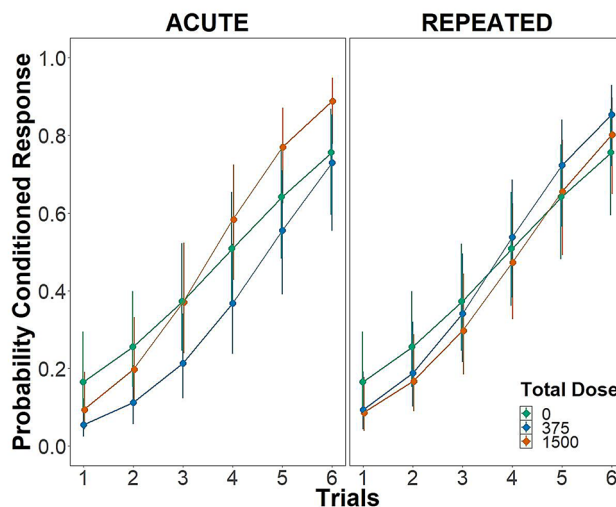 ACUTE
REPEATED
Probability Conditioned Response
1.0
0.8
0.6
0.4
0.2
0.0
1 2 3 4 5 6
1 2 3 4 5 6
Trials
Total Dose
0
375
1500